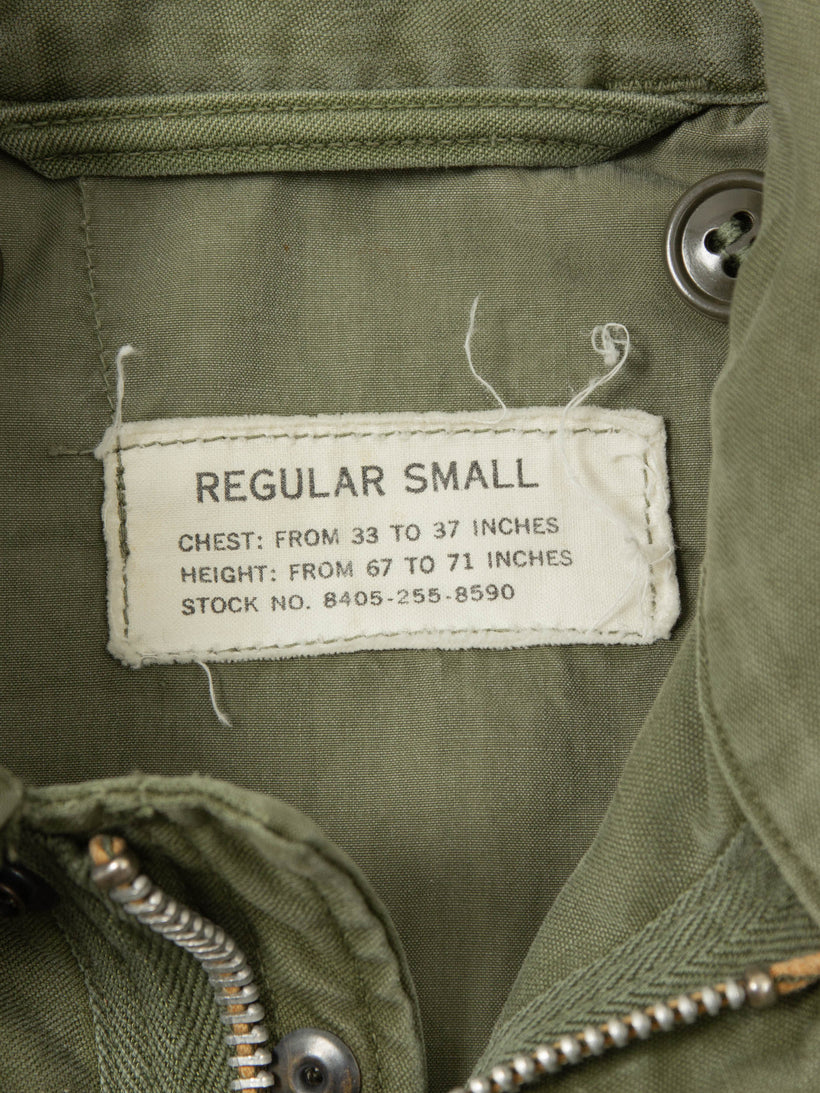 REGULAR SMALL
CHEST: FROM 33 TO 37 INCHES
HEIGHT: FROM 67 TO 71 INCHES
STOCK NO. 8405-255-8590